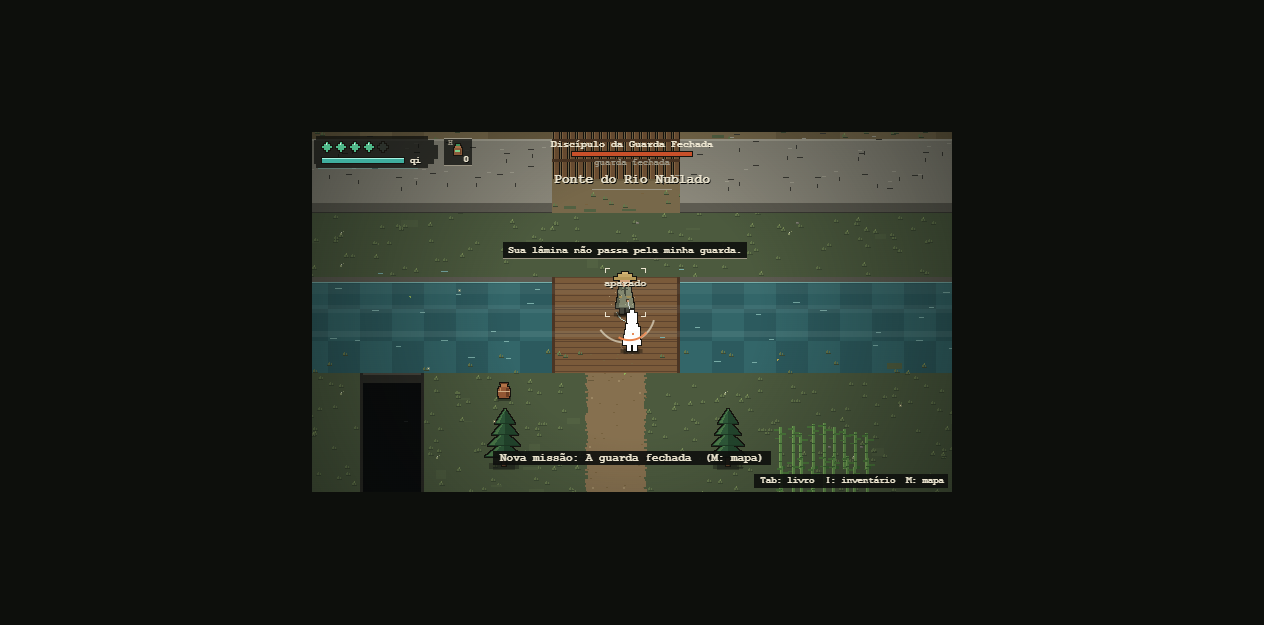 Discípulo da Guarda Fechada
qi
0
guarda fechada
Ponte do Rio Nublado
Sua lâmina não passa pela minha guarda.
aparado
Nova missão: A guarda fechada (M: mapa)
Tab: livro I: inventário M: mapa